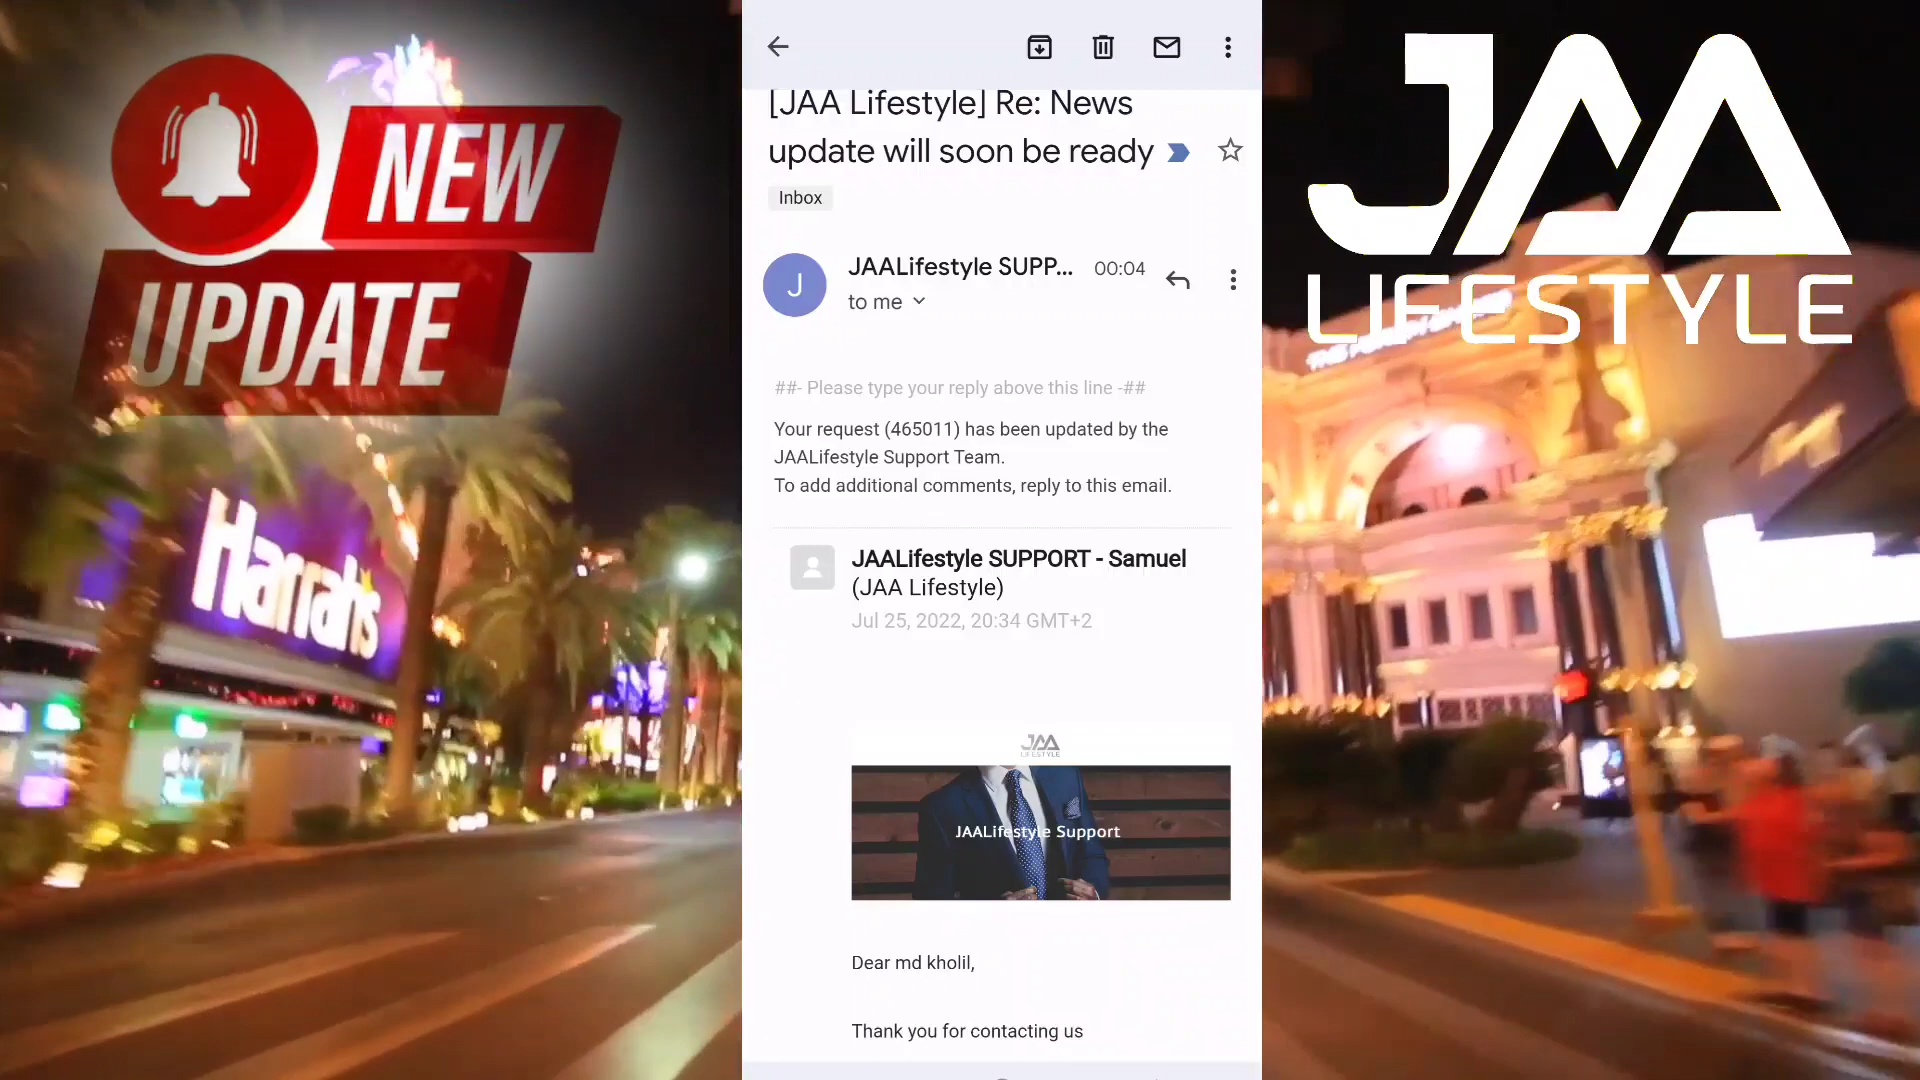 NEW
UPDATE
Harrah's
[JAA Lifestyle] Re: News
update will soon be ready
Inbox
J
JAALifestyle SUPP...
00:04
to me
##- Please type your reply above this line -##
Your request (465011) has been updated by the
JAALifestyle Support Team.
To add additional comments, reply to this email.
JAALifestyle SUPPORT - Samuel
(JAA Lifestyle)
Jul 25, 2022, 20:34 GMT+2
JAA
LIFESTYLE
JAALifestyle Support
Dear md kholil,
Thank you for contacting us
JAA
LIFESTYLE